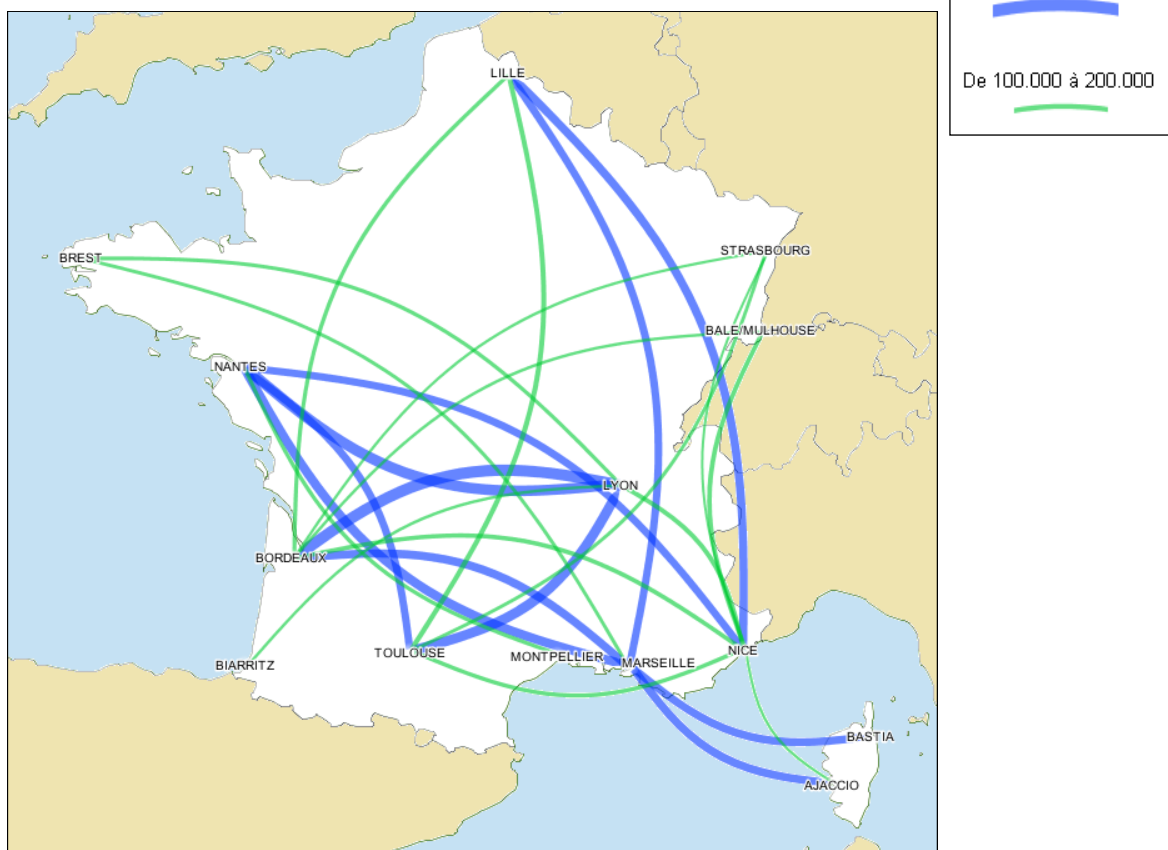 De 100.000 à 200.000
LILLE
STRASBOURG
BREST
BALE/MULHOUSE
NANTES
LYON
BORDEAUX
TOULOUSE
MONTPELLIER
MARSEILLE
NICE
BIARRITZ
BASTIA
AJACCIO